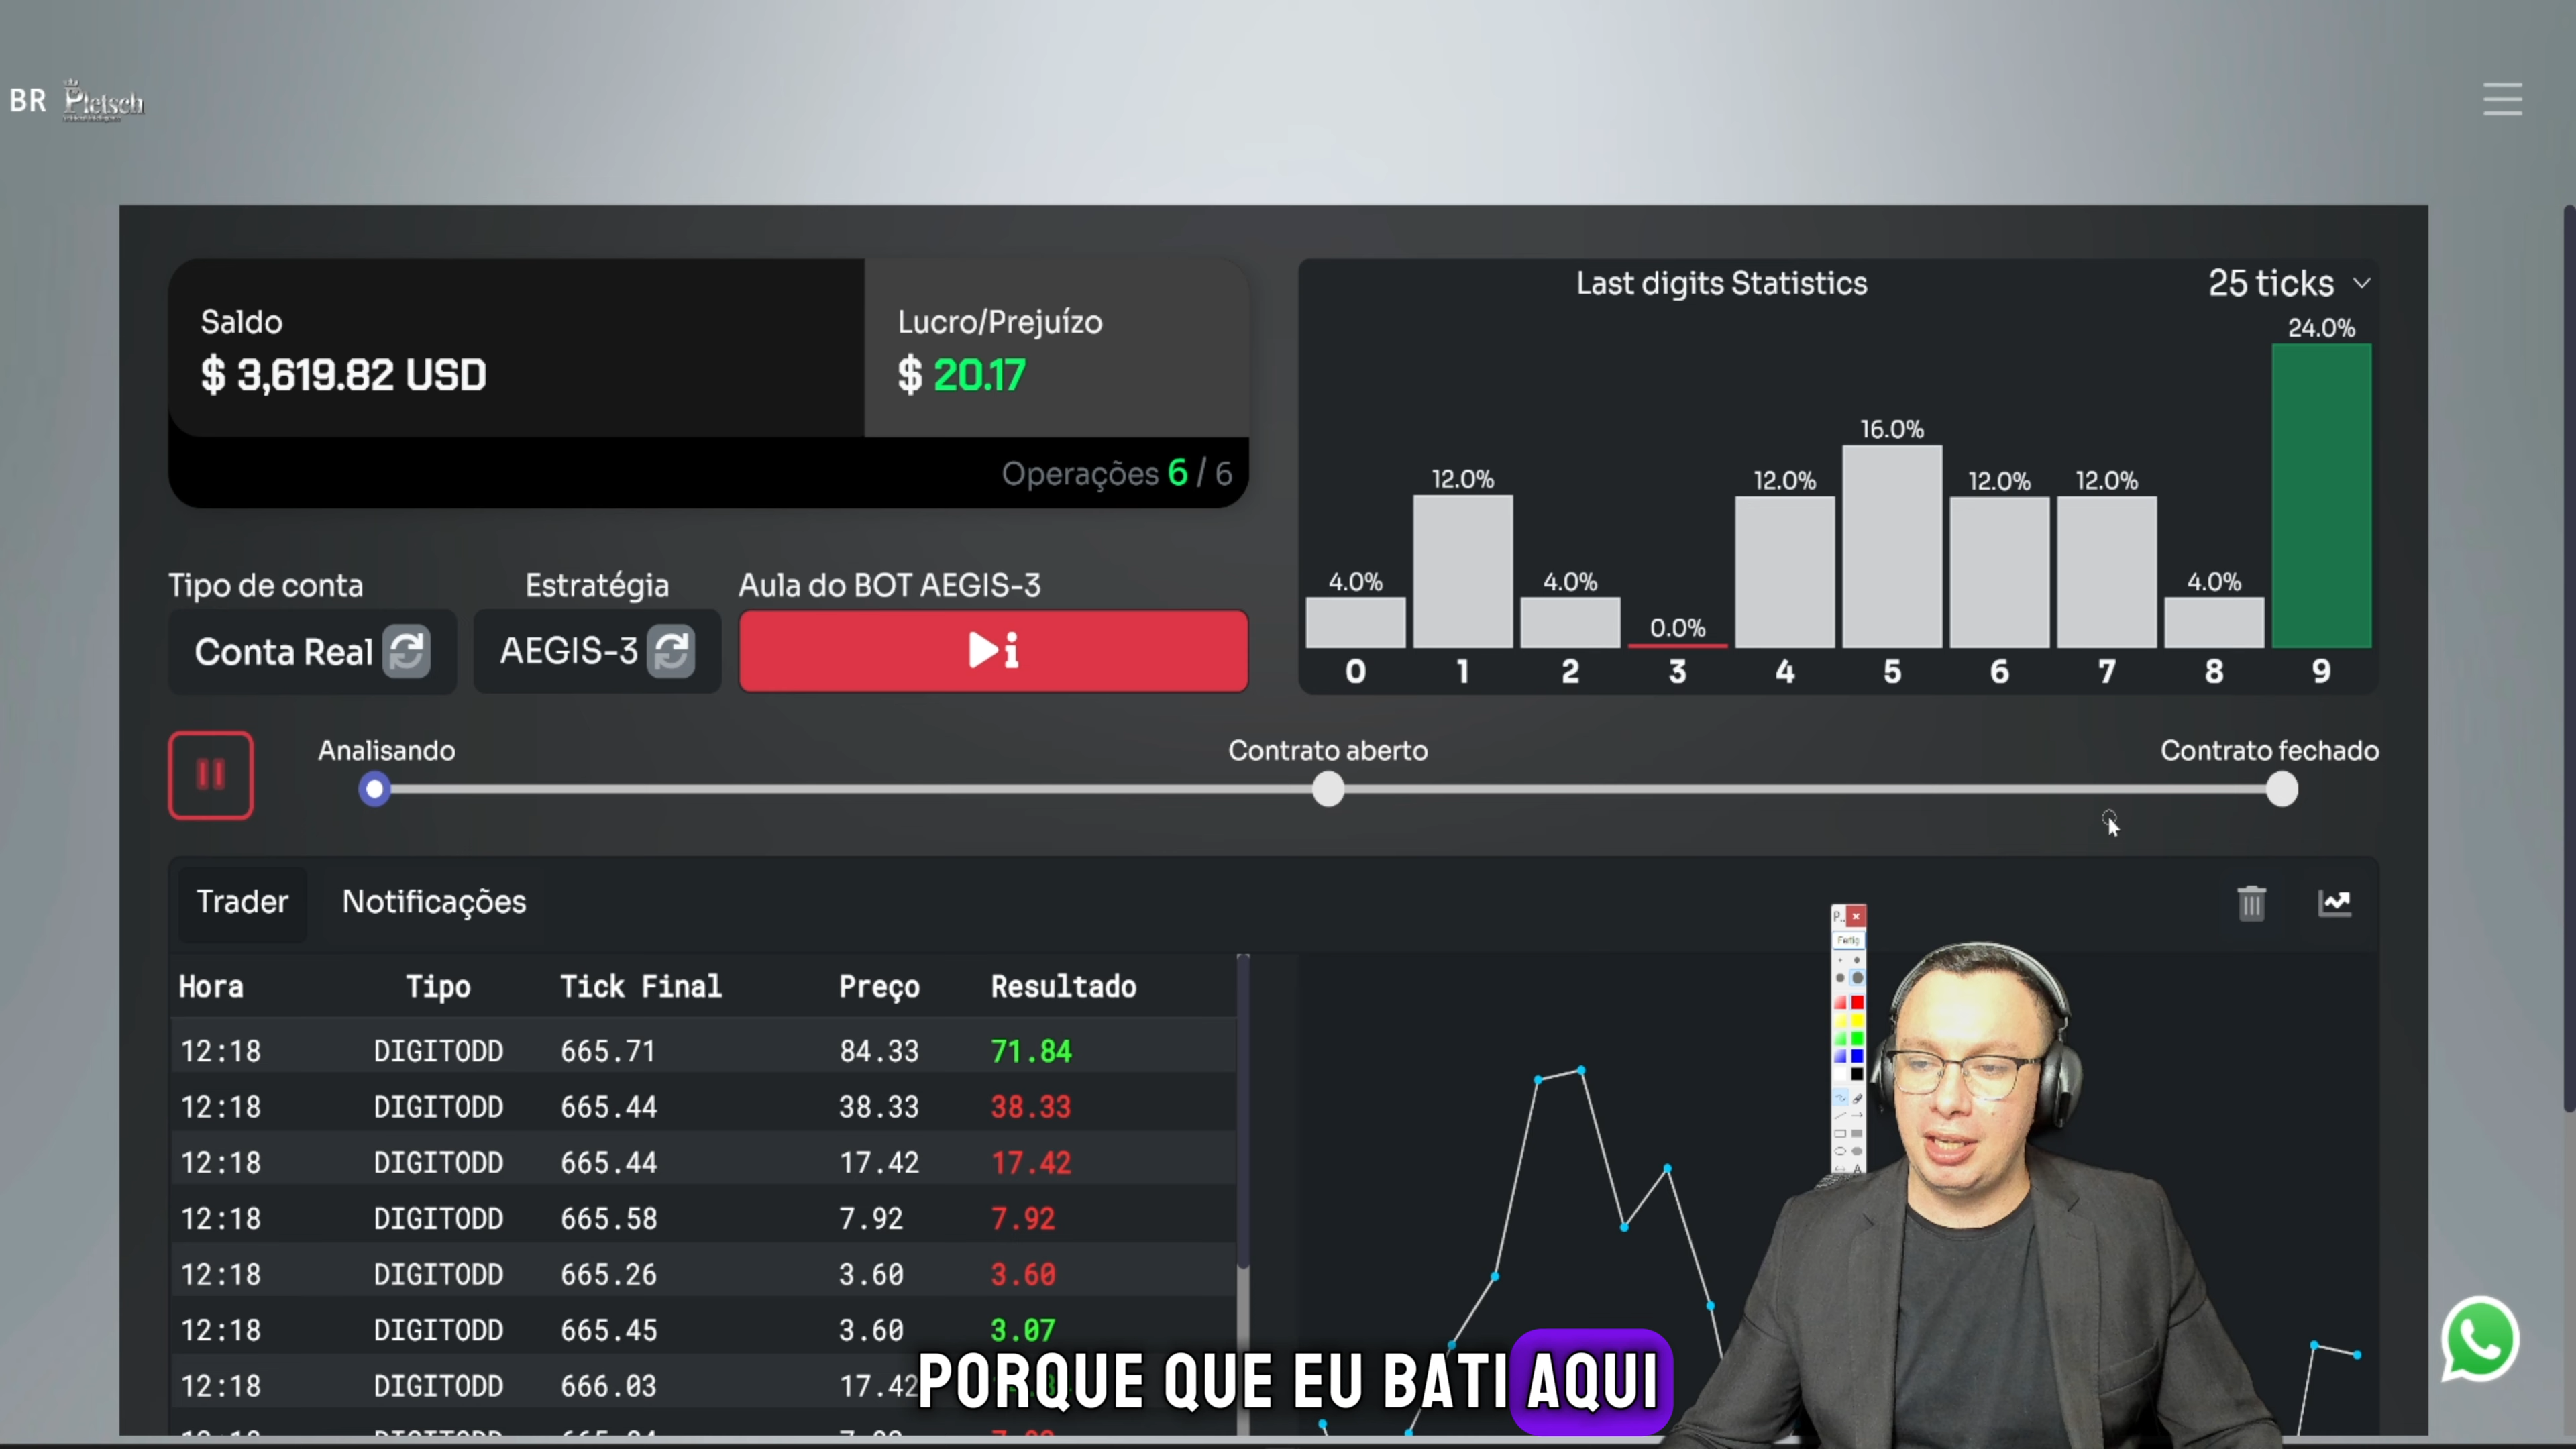 BR Pletsch
Saldo
$ 3,619.82 USD
Lucro/Prejuízo
$ 20.17
Operações 6 / 6
Last digits Statistics
25 ticks
4.0% 12.0% 4.0% 0.0% 12.0% 16.0% 12.0% 12.0% 4.0% 24.0%
0 1 2 3 4 5 6 7 8 9
Tipo de conta
Conta Real
Estratégia
AEGIS-3
Aula do BOT AEGIS-3
Analisando
Contrato aberto
Contrato fechado
Trader Notificações
Hora Tipo Tick Final Preço Resultado
12:18 DIGITODD 665.71 84.33 71.84
12:18 DIGITODD 665.44 38.33 38.33
12:18 DIGITODD 665.44 17.42 17.42
12:18 DIGITODD 665.58 7.92 7.92
12:18 DIGITODD 665.26 3.60 3.60
12:18 DIGITODD 665.45 3.60 3.07
12:18 DIGITODD 666.03 17.42
P..
Fertig
A
PORQUE QUE EU BATI AQUI